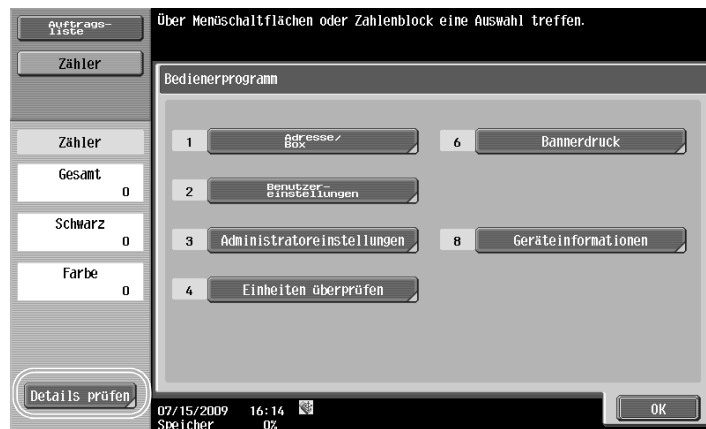 Auftrags-
liste
Zähler
Über Menüschaltflächen oder Zahlenblock eine Auswahl treffen.
Bedienerprogramm
Zähler
Gesamt
0
Schwarz
0
Farbe
0
1 Adresse/
Box
2 Benutzer-
einstellungen
3 Administratoreinstellungen
4 Einheiten überprüfen
6 Bannerdruck
8 Geräteinformationen
Details prüfen
07/15/2009 16:14
Speicher 0%
OK